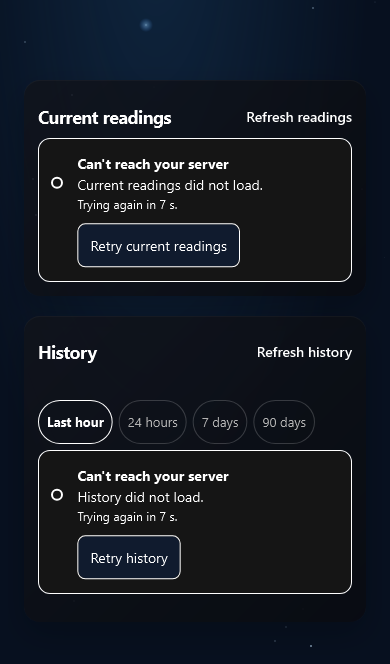 Current readings Refresh readings
Can't reach your server
Current readings did not load.
Trying again in 7 s.
Retry current readings
History Refresh history
Last hour 24 hours 7 days 90 days
Can't reach your server
History did not load.
Trying again in 7 s.
Retry history